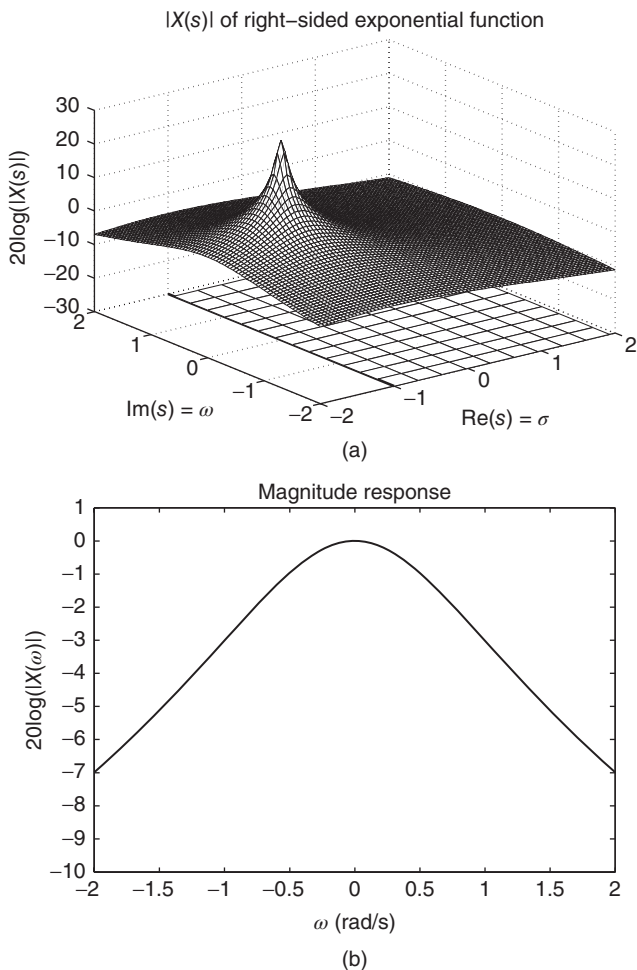 |X(s)| of right−sided exponential function
30
20
10
0
−10
−20
−30
20log(|X(s)|)
2
1
0
−1
−2
Im(s) = ω
−2
−1
0
1
2
Re(s) = σ
(a)
Magnitude response
1
0
−1
−2
−3
−4
−5
−6
−7
−8
−9
−10
20log(|X(ω)|)
−2 −1.5 −1 −0.5 0 0.5 1 1.5 2
ω (rad/s)
(b)